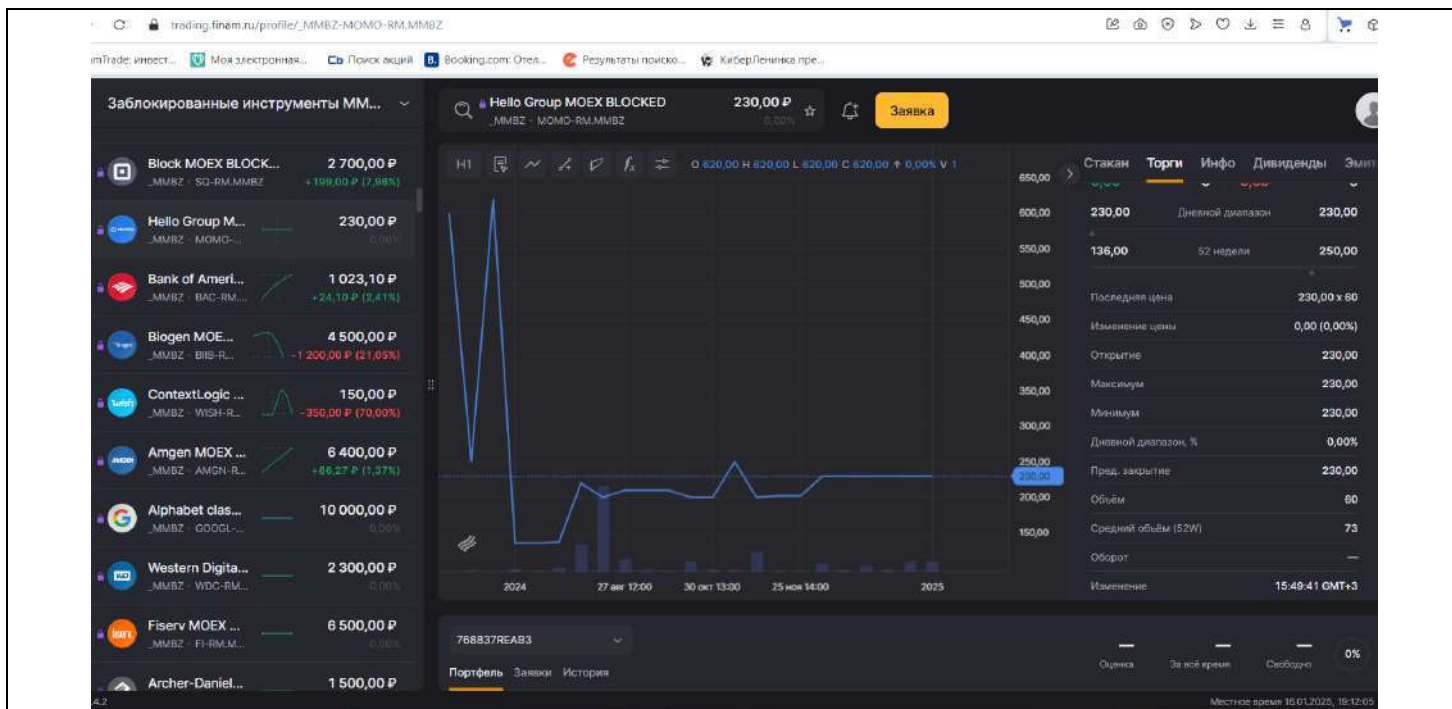 trading.finam.ru/profile/_MMBZ-MOMO-RM.MMBZ
Моя электронная...
Поиск акций
B. Booking.com: Отел...
Результаты поиско...
КиберЛенинка пре...
Заблокированные инструменты ММ...
Hello Group MOEX BLOCKED
230,00 ₽
_MMBZ · MOMO-RM.MMBZ
0,00%
Заявка
Block MOEX BLOCK...
2 700,00 ₽
_MMBZ · SQ-RM.MMBZ
+199,00 ₽ (7,96%)
Hello Group M...
230,00 ₽
_MMBZ · MOMO-...
0,00%
Bank of Ameri...
1 023,10 ₽
_MMBZ · BAC-RM....
+24,10 ₽ (2,41%)
Biogen MOE...
4 500,00 ₽
_MMBZ · BIIB-R...
-1 200,00 ₽ (21,05%)
ContextLogic ...
150,00 ₽
_MMBZ · WISH-R...
-350,00 ₽ (70,00%)
Amgen MOEX ...
6 400,00 ₽
_MMBZ · AMGN-R...
+86,27 ₽ (1,37%)
Alphabet clas...
10 000,00 ₽
_MMBZ · GOOGL-...
0,00%
Western Digita...
2 300,00 ₽
_MMBZ · WDC-RM...
0,00%
Fiserv MOEX ...
6 500,00 ₽
_MMBZ · FI-RM.M...
0,00%
Archer-Daniel...
1 500,00 ₽
H1
O 620,00 H 620,00 L 620,00 C 620,00 ↑ 0,00% V 1
650,00
600,00
550,00
500,00
450,00
400,00
350,00
300,00
250,00
230,00
200,00
150,00
2024
27 авг 12:00
30 окт 13:00
25 ноя 14:00
2025
Стакан Торги Инфо Дивиденды Эмит
230,00 Дневной диапазон 230,00
136,00 52 недели 250,00
Последняя цена 230,00 x 60
Изменение цены 0,00 (0,00%)
Открытие 230,00
Максимум 230,00
Минимум 230,00
Дневной диапазон, % 0,00%
Пред. закрытие 230,00
Объём 60
Средний объём (52W) 73
Оборот —
Изменение 15:49:41 GMT+3
768837REAB3
Портфель Заявки История
— — —
Оценка За всё время Свободно
0%
.4.2
Местное время 16.01.2025, 19:12:05